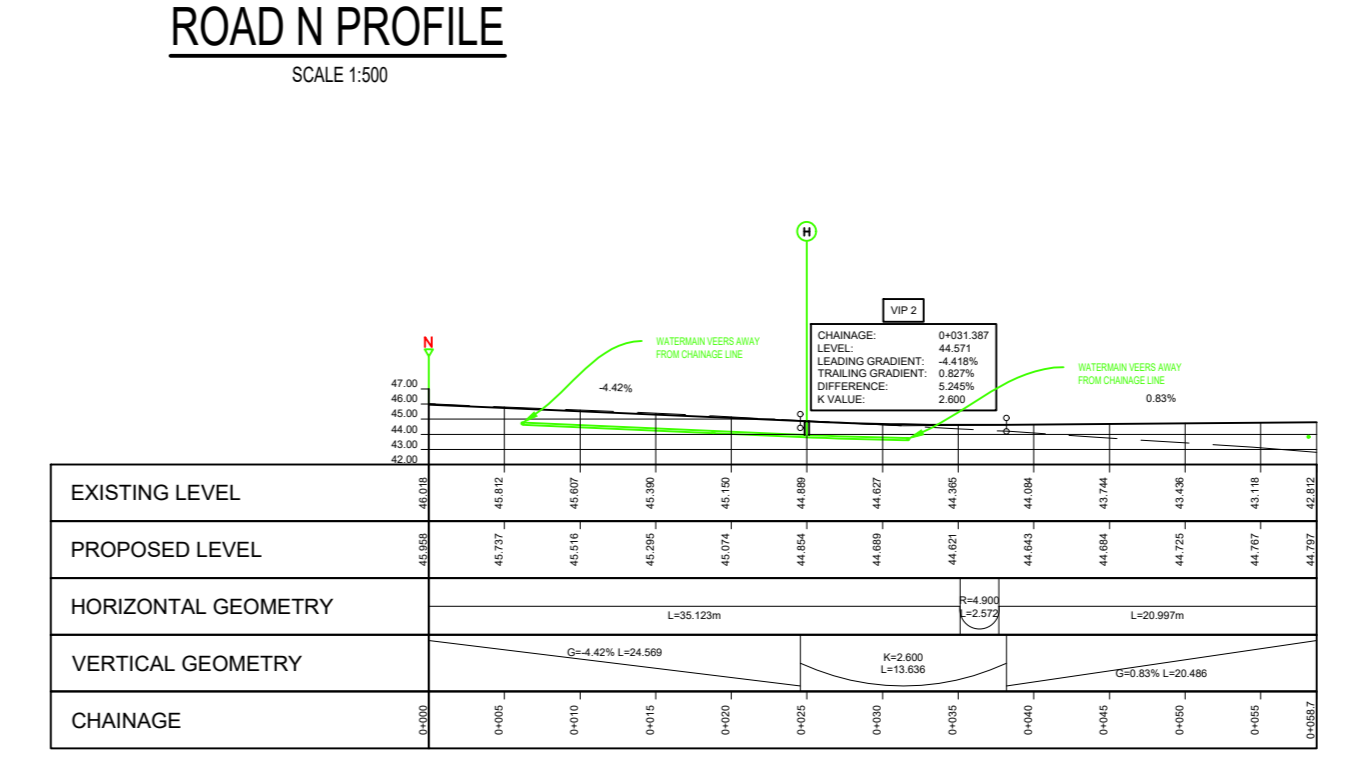 ROAD N PROFILE
SCALE 1:500
H
VIP 2
CHAINAGE: 0+031.387
LEVEL: 44.571
LEADING GRADIENT: -4.418%
TRAILING GRADIENT: 0.827%
DIFFERENCE: 5.245%
K VALUE: 2.600
N
WATERMAIN VEERS AWAY
FROM CHAINAGE LINE
WATERMAIN VEERS AWAY
FROM CHAINAGE LINE
-4.42%
0.83%
47.00
46.00
45.00
44.00
43.00
42.00
EXISTING LEVEL 46.018 45.812 45.607 45.390 45.150 44.889 44.627 44.365 44.084 43.744 43.436 43.118 42.812
PROPOSED LEVEL 45.958 45.737 45.516 45.295 45.074 44.854 44.689 44.621 44.643 44.684 44.725 44.767 44.797
HORIZONTAL GEOMETRY
L=35.123m
R=4.900
L=2.572
L=20.997m
VERTICAL GEOMETRY
G=-4.42% L=24.569
K=2.600
L=13.636
G=0.83% L=20.486
CHAINAGE 0+000 0+005 0+010 0+015 0+020 0+025 0+030 0+035 0+040 0+045 0+050 0+055 0+058.7